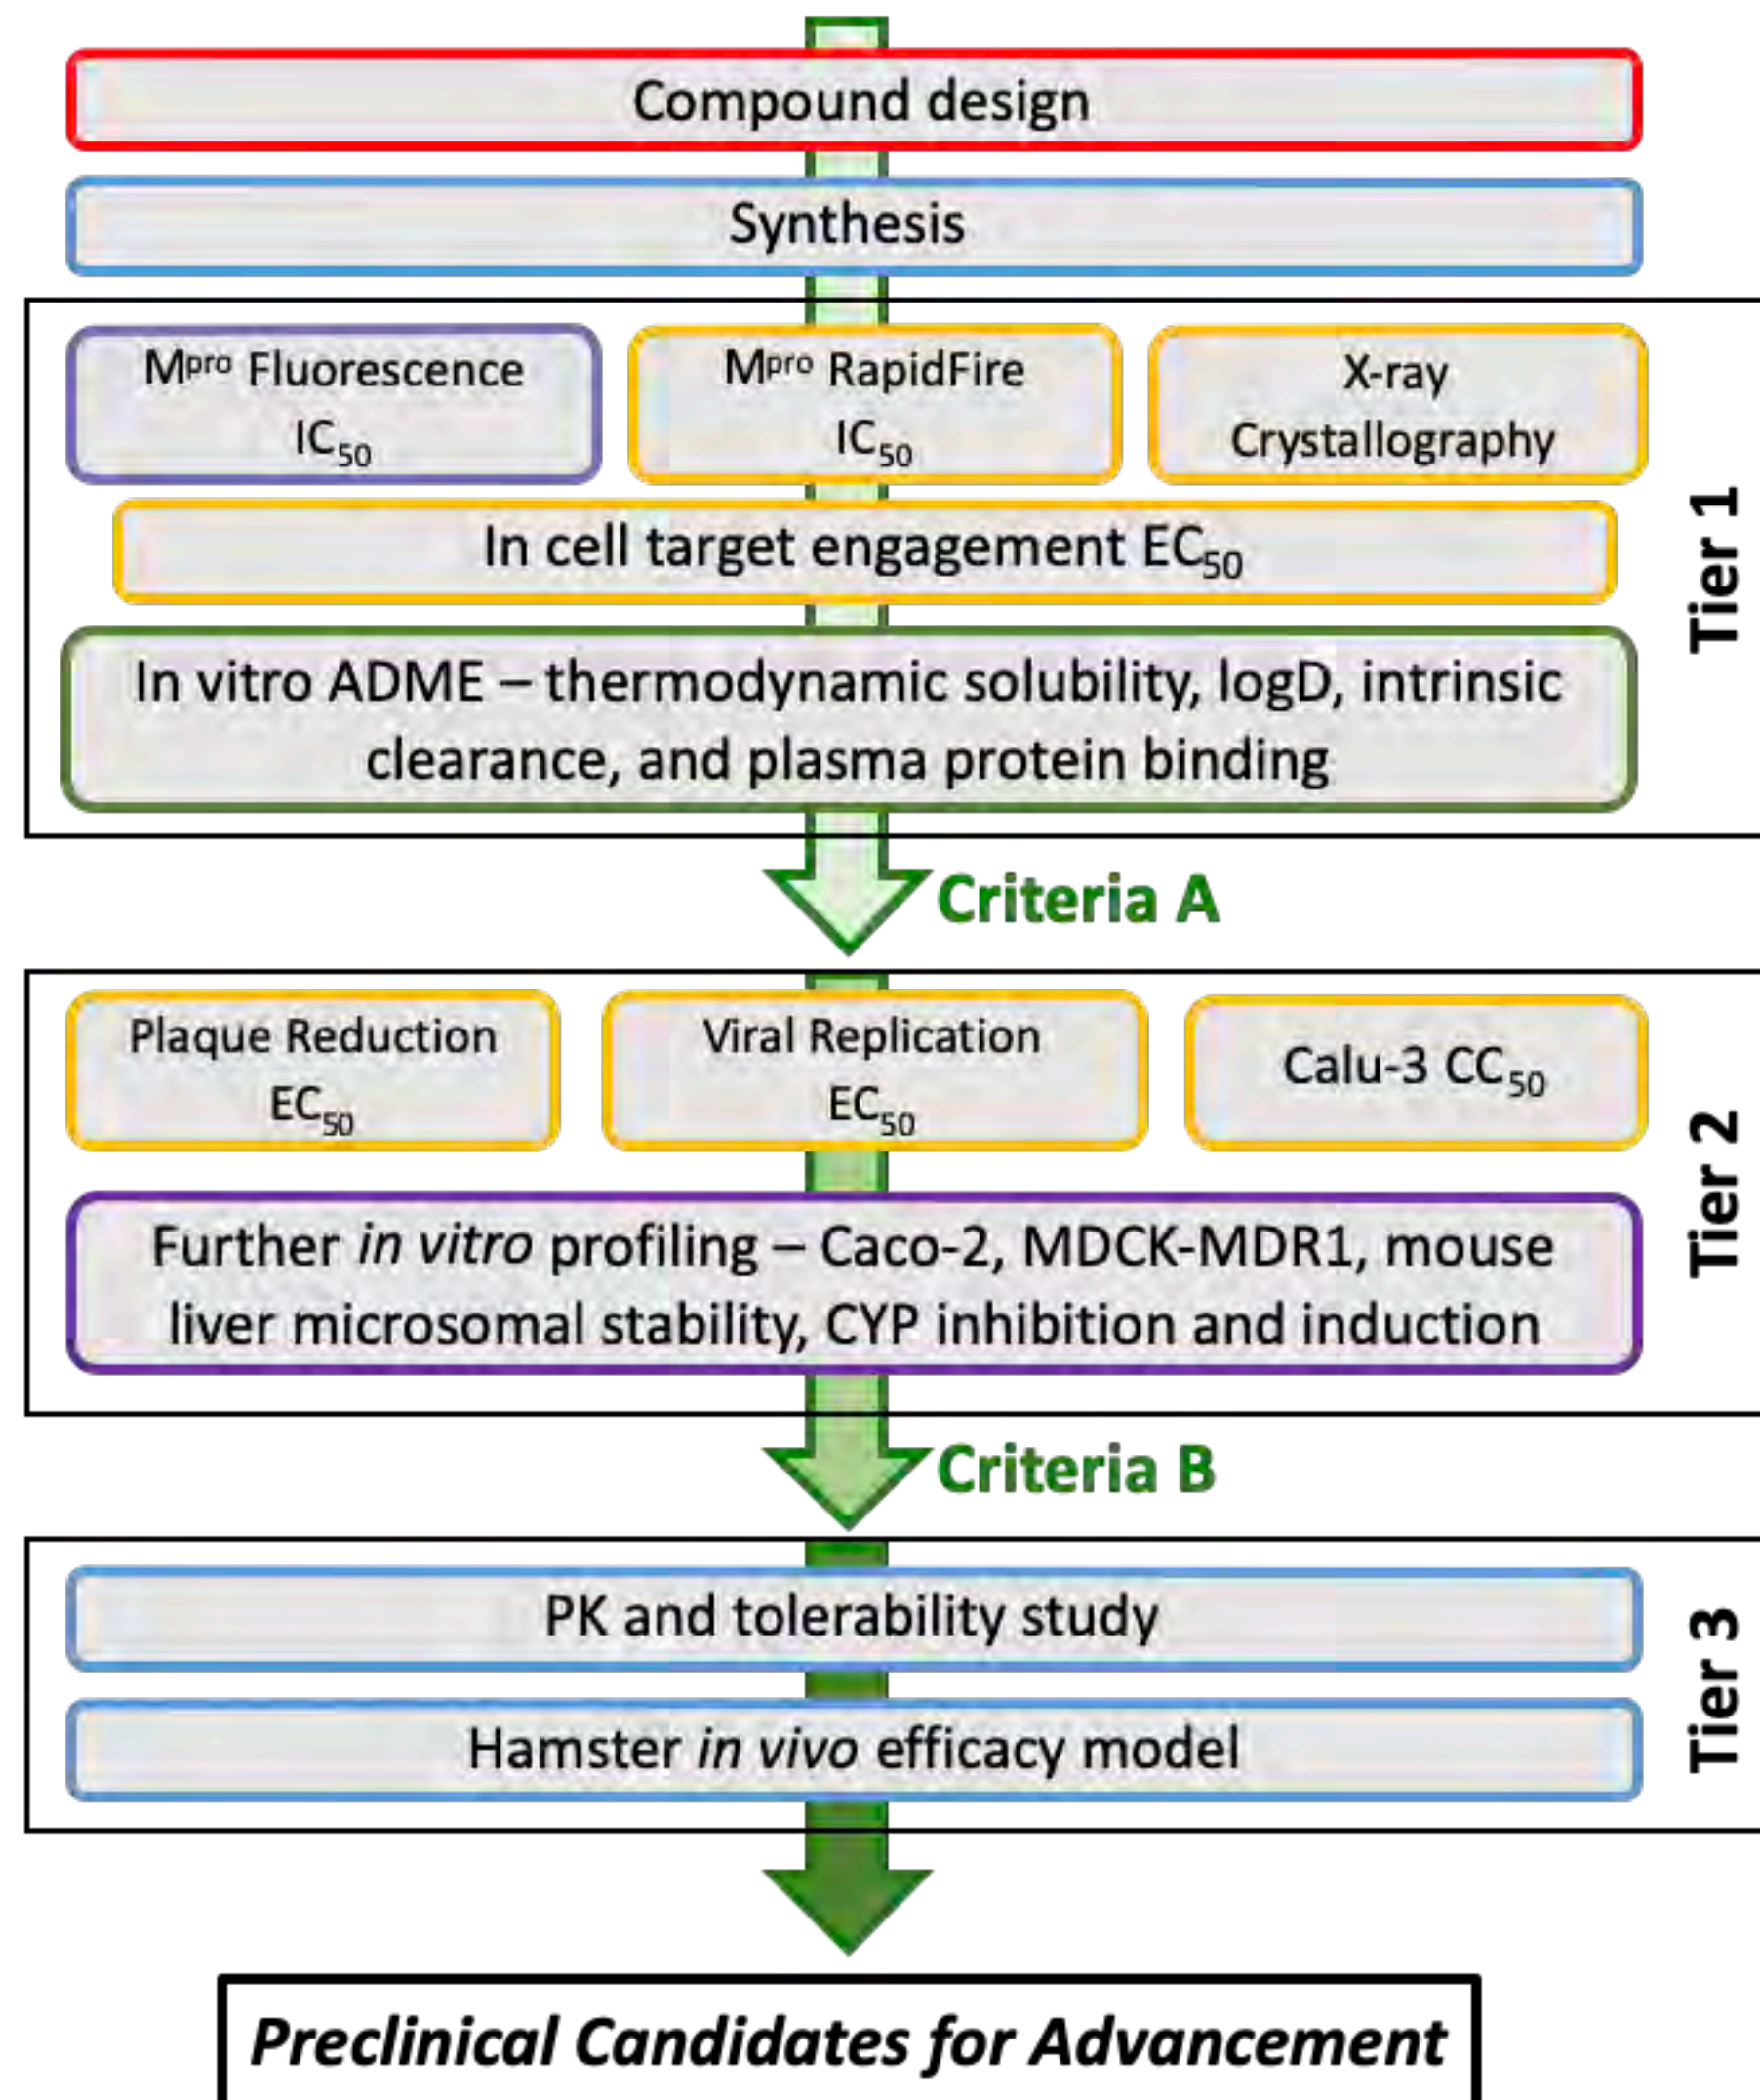 Compound design
Synthesis
Mᵖʳᵒ Fluorescence
IC₅₀
Mᵖʳᵒ RapidFire
IC₅₀
X-ray
Crystallography
In cell target engagement EC₅₀
In vitro ADME – thermodynamic solubility, logD, intrinsic
clearance, and plasma protein binding
Tier 1
Criteria A
Plaque Reduction
EC₅₀
Viral Replication
EC₅₀
Calu-3 CC₅₀
Further in vitro profiling – Caco-2, MDCK-MDR1, mouse
liver microsomal stability, CYP inhibition and induction
Tier 2
Criteria B
PK and tolerability study
Hamster in vivo efficacy model
Tier 3
Preclinical Candidates for Advancement